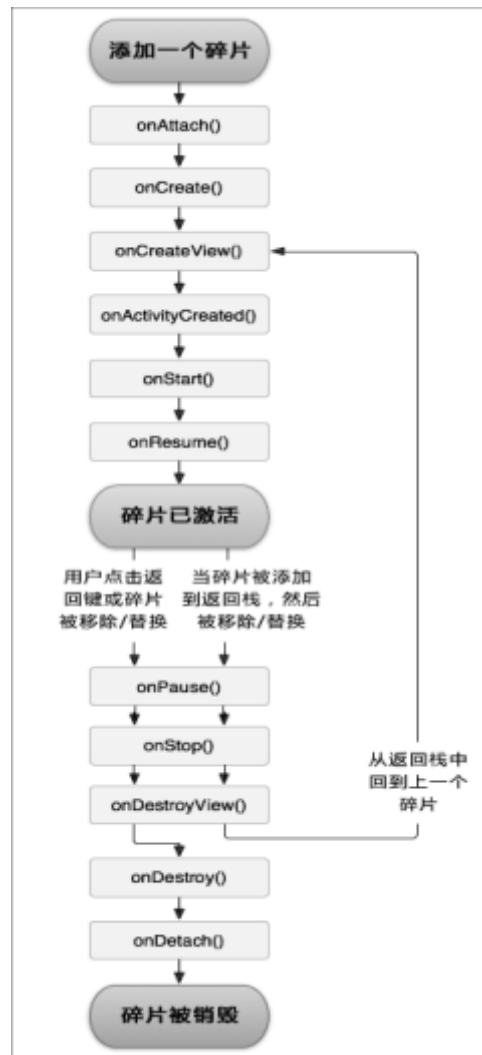 添加一个碎片
onAttach()
onCreate()
onCreateView()
onActivityCreated()
onStart()
onResume()
碎片已激活
用户点击返
回键或碎片
被移除/替换
当碎片被添加
到返回栈，然后
被移除/替换
onPause()
onStop()
onDestroyView()
从返回栈中
回到上一个
碎片
onDestroy()
onDetach()
碎片被销毁